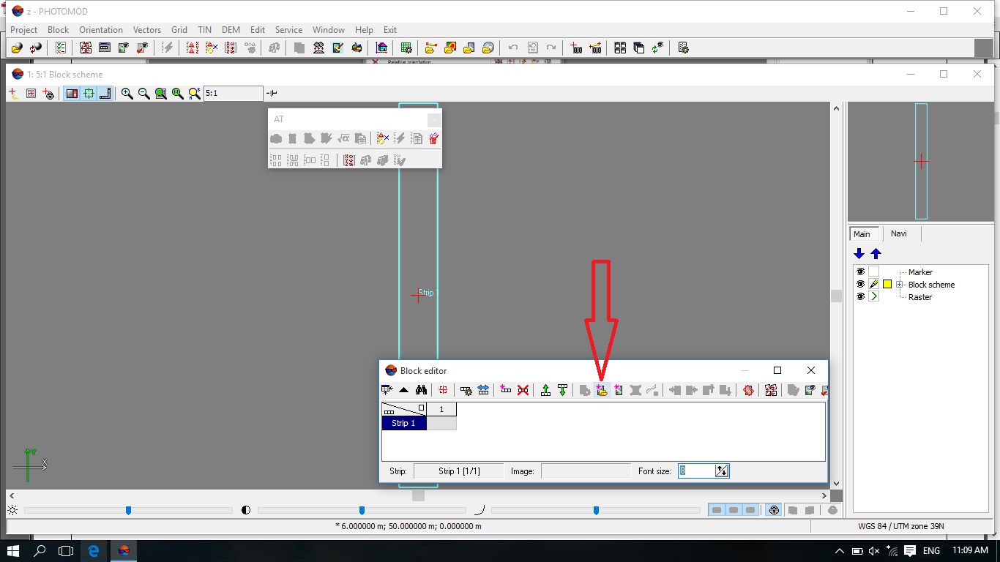 z - PHOTOMOD
Project Block Orientation Vectors Grid TIN DEM Edit Service Window Help Exit
Relative orientation
1: 5:1 Block scheme
5:1
AT
Strip 1
Main Navi
Marker
Block scheme
Raster
Block editor
1
Strip 1
Strip: Strip 1 [1/1] Image: Font size: 8
Y
X
* 6.000000 m; 50.000000 m; 0.000000 m WGS 84 / UTM zone 39N
ENG 11:09 AM